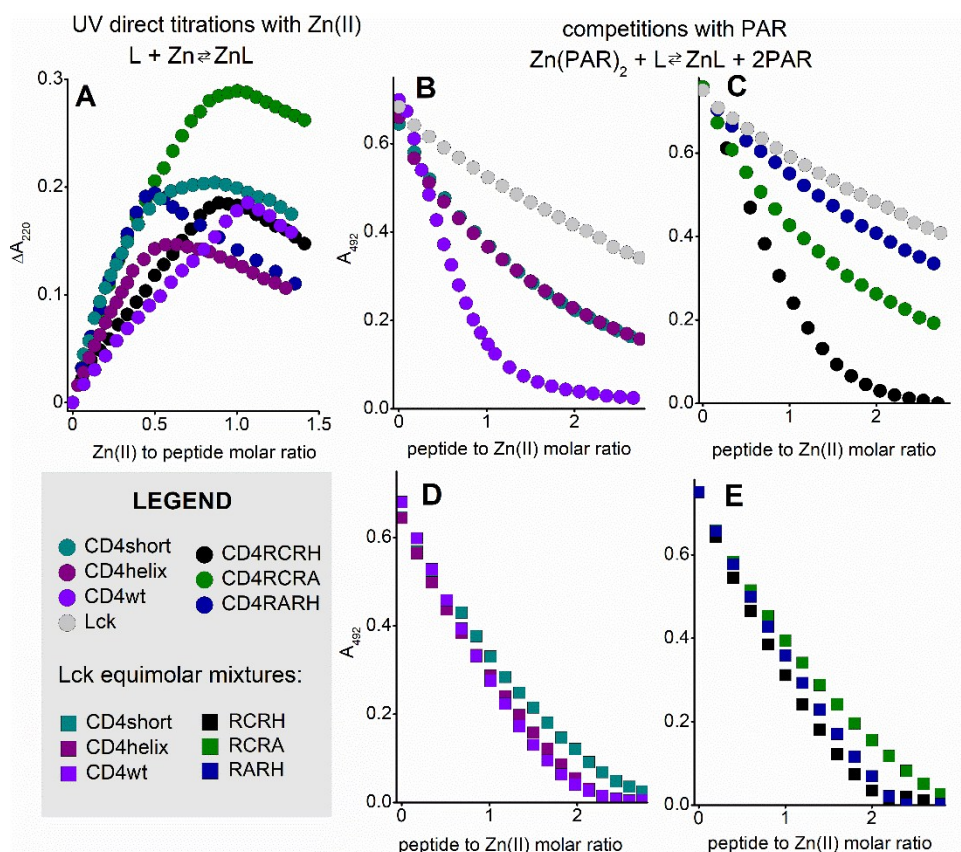 UV direct titrations with Zn(II)
L + Zn⇌ZnL
competitions with PAR
Zn(PAR)2 + L⇌ZnL + 2PAR
A
0.3
0.2
0.1
0
ΔA220
0.0
0.5
1.0
1.5
Zn(II) to peptide molar ratio
B
0.6
0.4
0.2
0.0
A492
0
1
2
peptide to Zn(II) molar ratio
C
0.6
0.4
0.2
0.0
0
1
2
peptide to Zn(II) molar ratio
LEGEND
CD4short
CD4helix
CD4wt
Lck
CD4RCRH
CD4RCRA
CD4RARH
Lck equimolar mixtures:
CD4short
CD4helix
CD4wt
RCRH
RCRA
RARH
D
0.6
0.4
0.2
0.0
A492
0
1
2
peptide to Zn(II) molar ratio
E
0.6
0.4
0.2
0.0
0
1
2
peptide to Zn(II) molar ratio